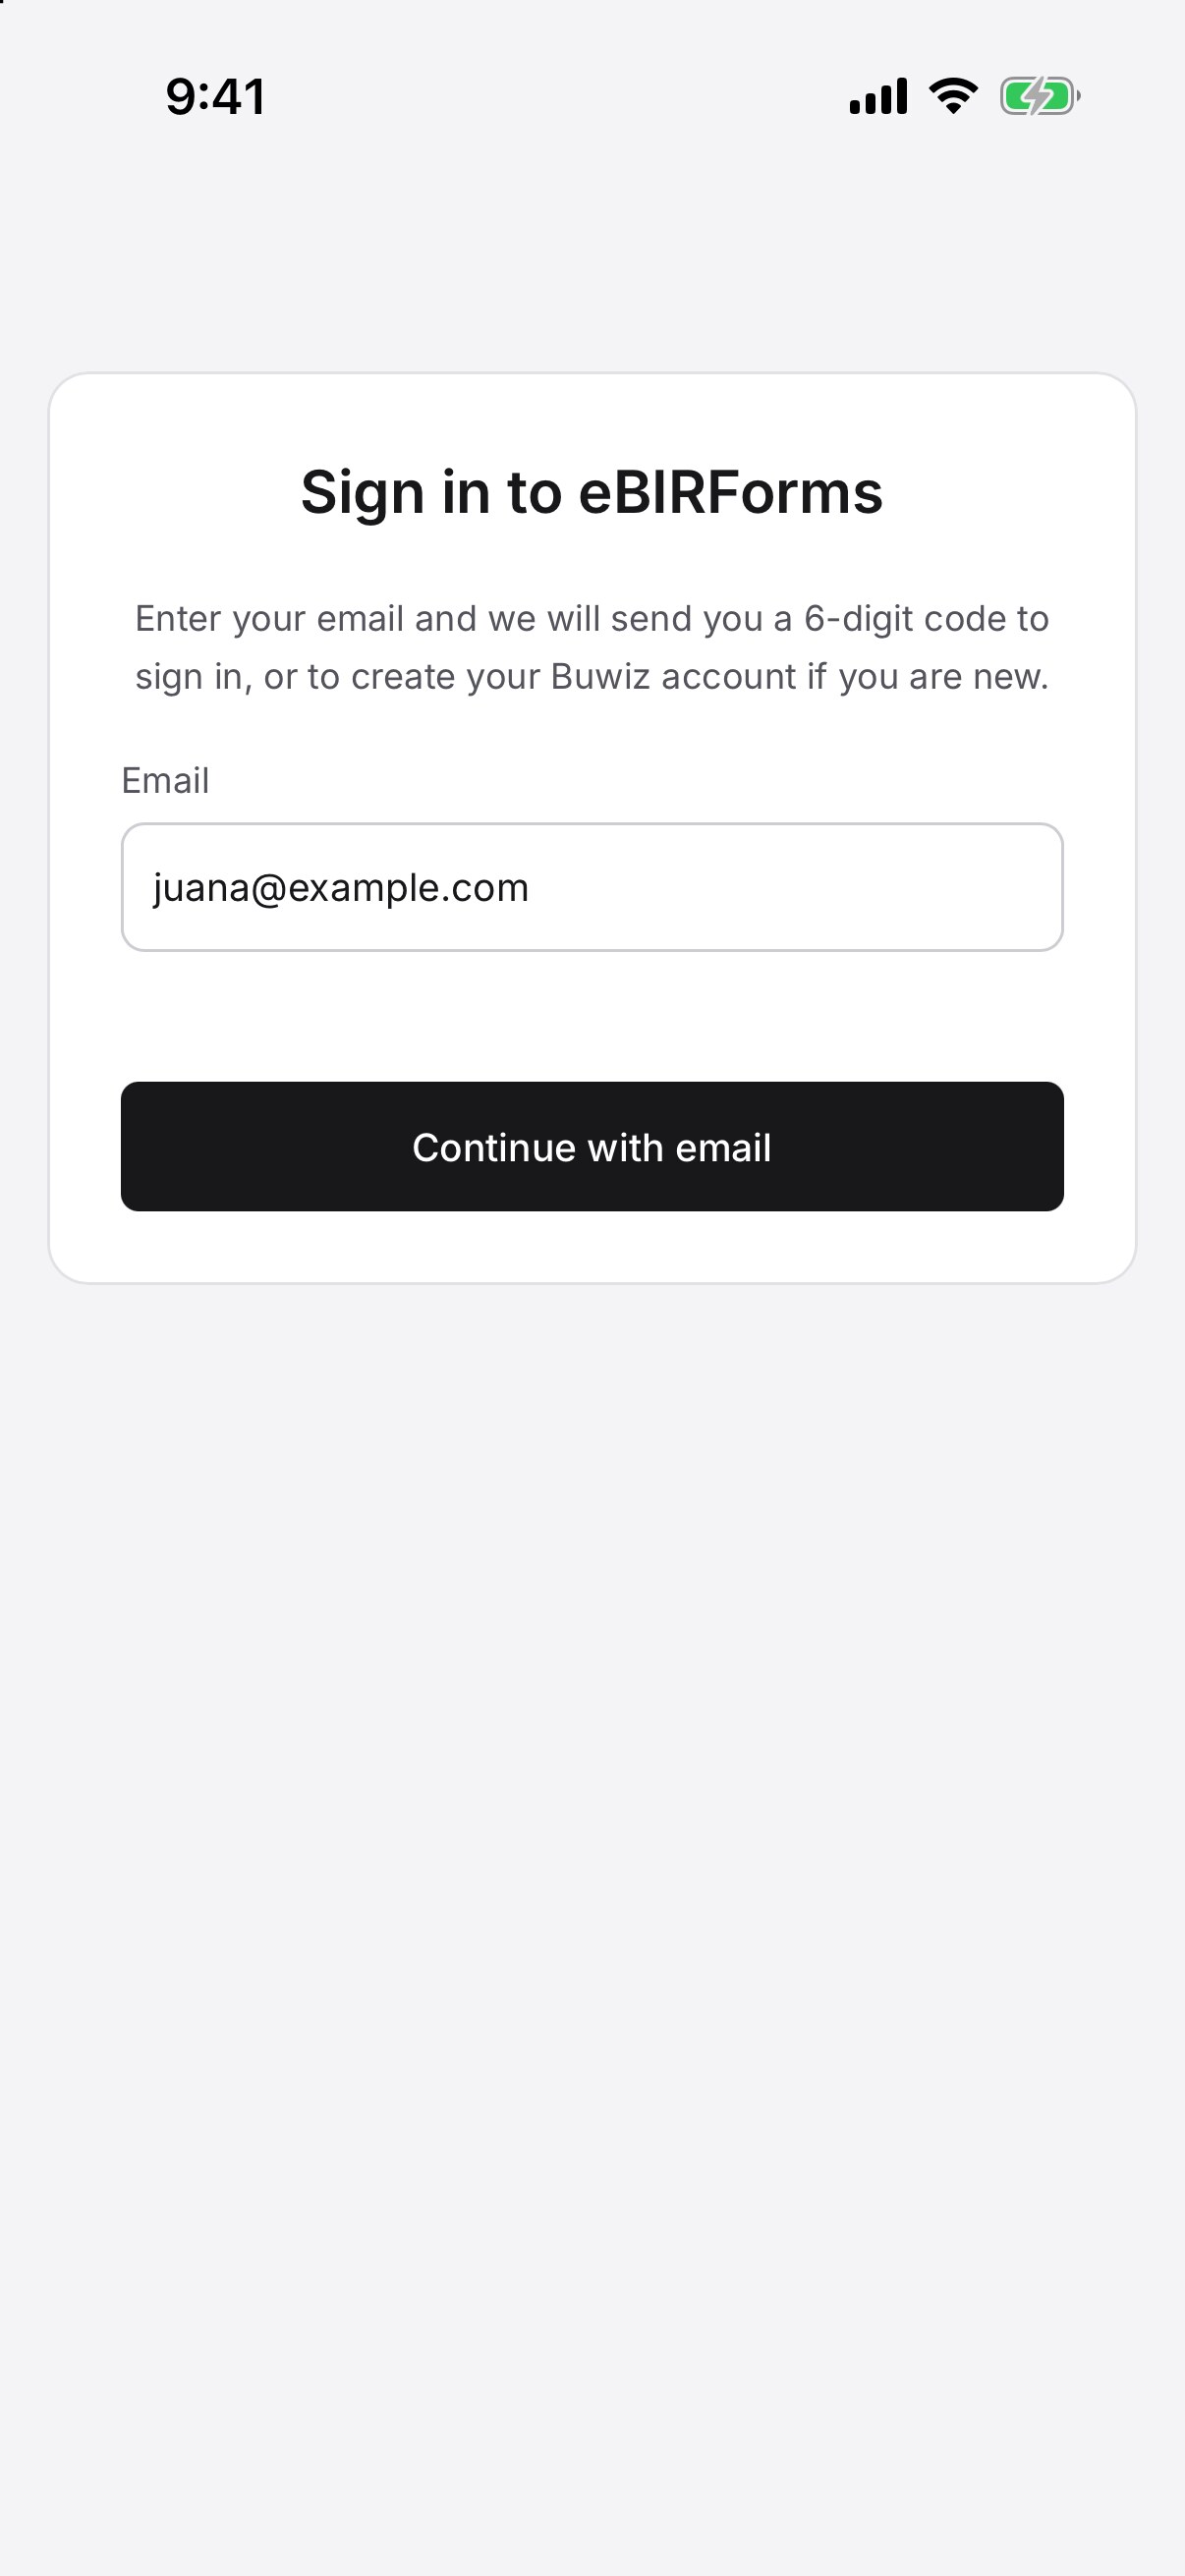 9:41
Sign in to eBIRForms
Enter your email and we will send you a 6-digit code to
sign in, or to create your Buwiz account if you are new.
Email
juana@example.com
Continue with email